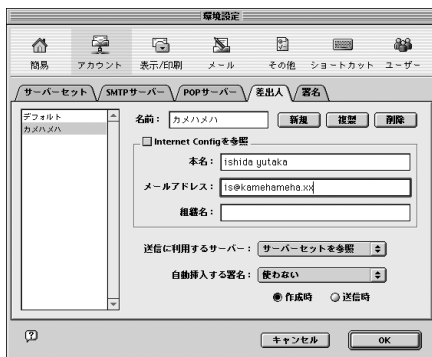 環境設定
簡易 アカウント 表示/印刷 メール その他 ショートカット ユーザー
サーバーセット SMTPサーバー POPサーバー 差出人 署名
デフォルト
カメハメハ
名前： カメハメハ 新規 複製 削除
Internet Configを参照
本名： ishida yutaka
メールアドレス： is@kamehameha.xx
組織名：
送信に利用するサーバー： サーバーセットを参照
自動挿入する署名： 使わない
作成時 送信時
? キャンセル OK